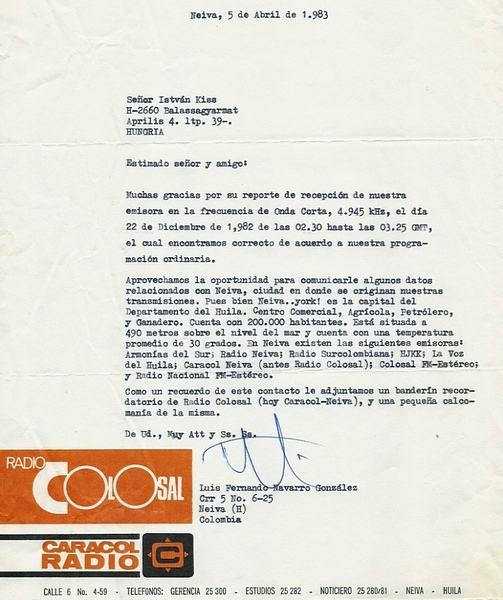 Neiva, 5 de Abril de 1.983
Señor István Kiss
H-2660 Balassagyarmat
Aprilis 4. ltp. 39-.
HUNGRIA
Estimado señor y amigo:
Muchas gracias por su reporte de recepción de nuestra
emisora en la frecuencia de Onda Corta, 4.945 kHz, el día
22 de Diciembre de 1,982 de las 02.30 hasta las 03.25 GMT,
el cual encontramos correcto de acuerdo a nuestra progra-
mación ordinaria.
Aprovechamos la oportunidad para comunicarle algunos datos
relacionados con Neiva, ciudad en donde se originan nuestras
transmisiones. Pues bien Neiva..york! es la capital del
Departamento del Huila. Centro Comercial, Agrícola, Petrólero,
y Ganadero. Cuenta con 200.000 habitantes. Está situada a
490 metros sobre el nivel del mar y cuenta con una temperatura
promedio de 30 grados. En Neiva existen las siguientes emisoras:
Armonías del Sur; Radio Neiva; Radio Surcolombiana; HJKK; La Voz
del Huila; Caracol Neiva (antes Radio Colosal); Colosal FM-Estéreo;
y Radio Nacional FM-Estéreo.
Como un recuerdo de este contacto le adjuntamos un banderín recor-
datorio de Radio Colosal (hoy Caracol-Neiva), y una pequeña calco-
manía de la misma.
De Ud., Muy Att y Ss. Ss.
Luis Fernando Navarro González
Crr 5 No. 6-25
Neiva (H)
Colombia
RADIO
COLOSAL
CARACOL
RADIO
CALLE 6 No. 4-59 - TELEFONOS: GERENCIA 25 300 - ESTUDIOS 25 282 - NOTICIERO 25 280/81 - NEIVA - HUILA